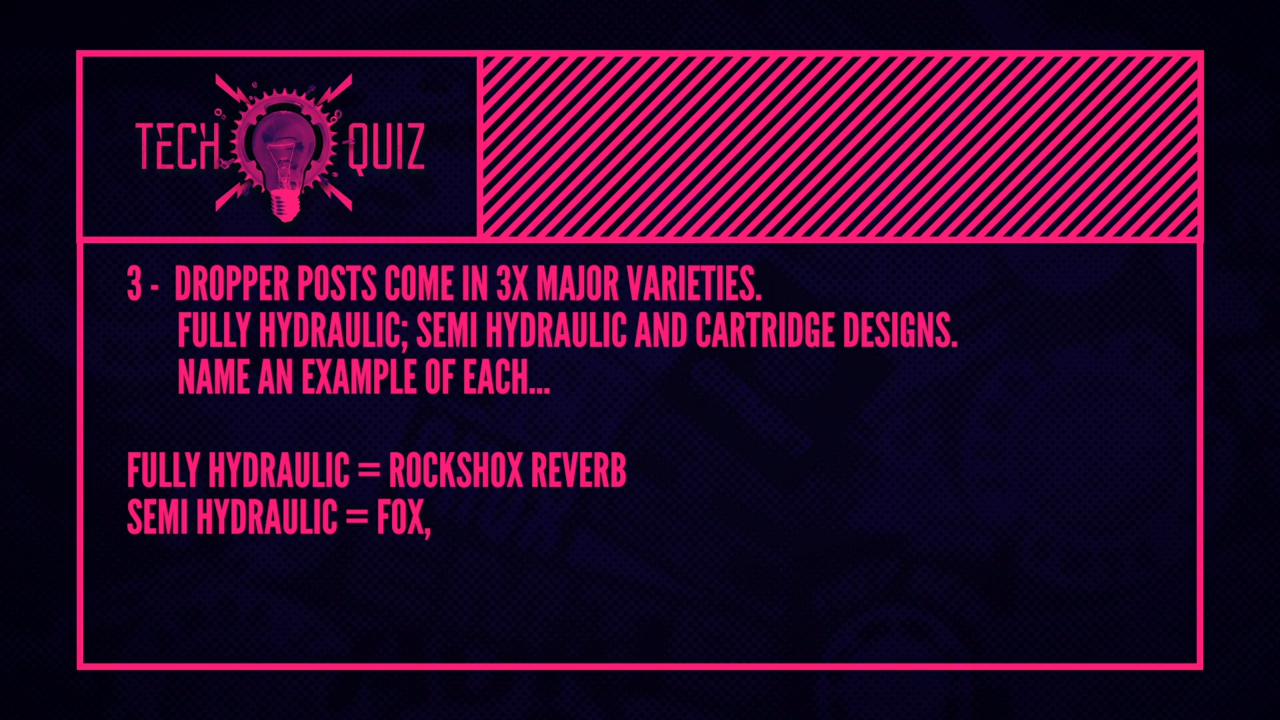 TECH QUIZ
3 - DROPPER POSTS COME IN 3X MAJOR VARIETIES.
FULLY HYDRAULIC; SEMI HYDRAULIC AND CARTRIDGE DESIGNS.
NAME AN EXAMPLE OF EACH...
FULLY HYDRAULIC = ROCKSHOX REVERB
SEMI HYDRAULIC = FOX,